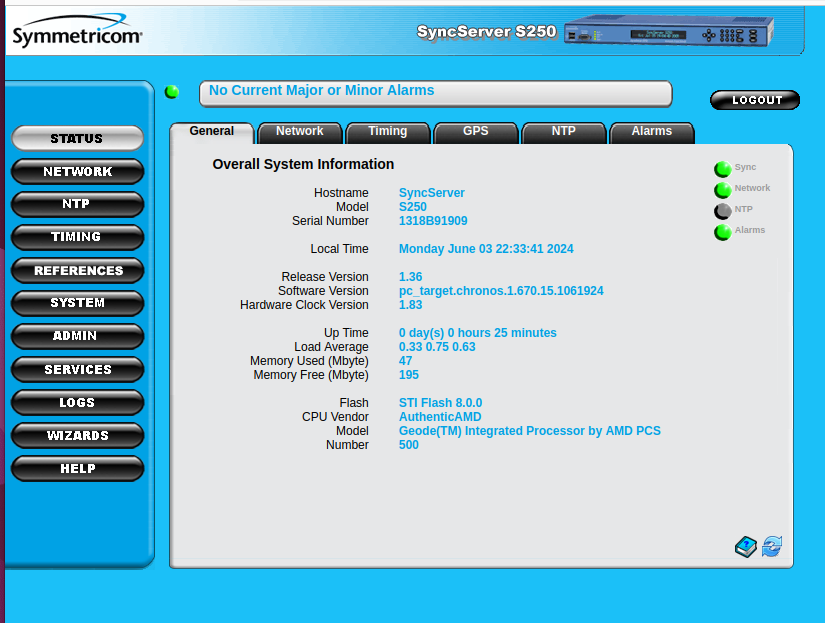 Symmetricom
SyncServer S250
No Current Major or Minor Alarms
LOGOUT
STATUS
NETWORK
NTP
TIMING
REFERENCES
SYSTEM
ADMIN
SERVICES
LOGS
WIZARDS
HELP
General Network Timing GPS NTP Alarms
Overall System Information
Hostname SyncServer
Model S250
Serial Number 1318B91909
Local Time Monday June 03 22:33:41 2024
Release Version 1.36
Software Version pc_target.chronos.1.670.15.1061924
Hardware Clock Version 1.83
Up Time 0 day(s) 0 hours 25 minutes
Load Average 0.33 0.75 0.63
Memory Used (Mbyte) 47
Memory Free (Mbyte) 195
Flash STI Flash 8.0.0
CPU Vendor AuthenticAMD
Model Geode(TM) Integrated Processor by AMD PCS
Number 500
Sync
Network
NTP
Alarms